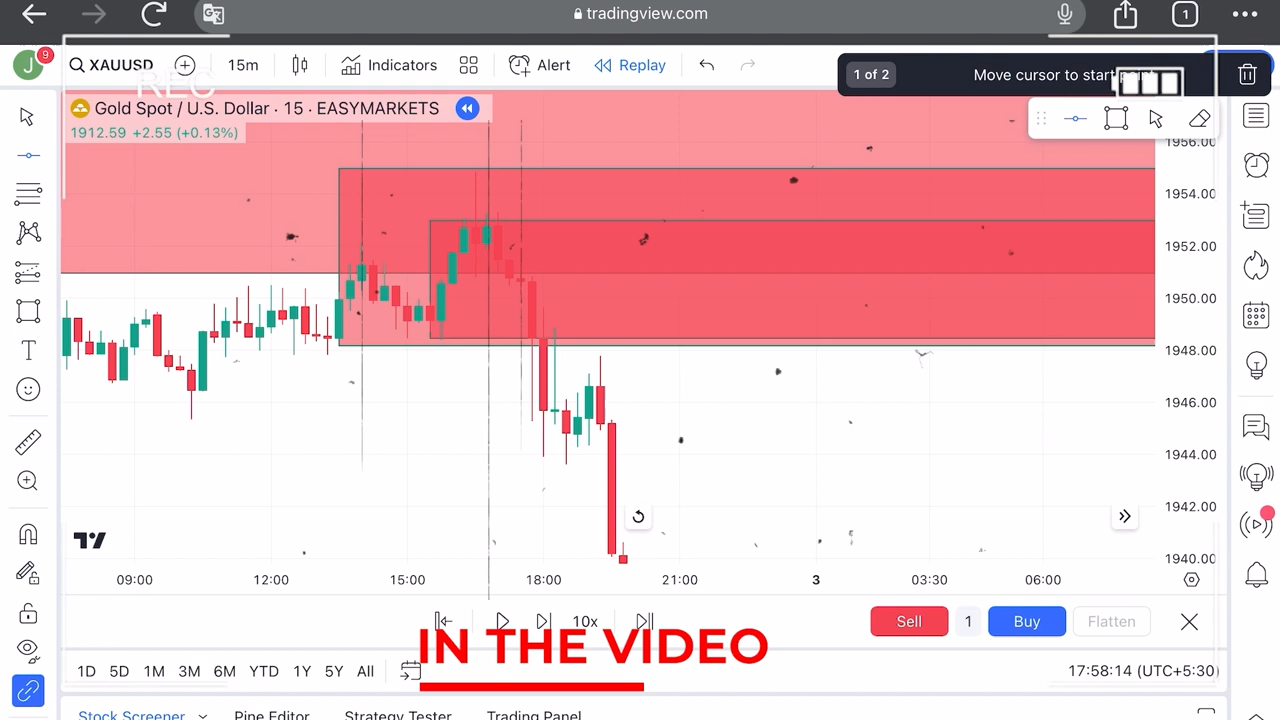 tradingview.com
1
J
9
XAUUSD
15m
Indicators
Alert
Replay
1 of 2
Move cursor to start point
REC
Gold Spot / U.S. Dollar · 15 · EASYMARKETS
1912.59 +2.55 (+0.13%)
1956.00
1954.00
1952.00
1950.00
1948.00
1946.00
1944.00
1942.00
1940.00
09:00
12:00
15:00
18:00
21:00
3
03:30
06:00
10x
Sell
1
Buy
Flatten
IN THE VIDEO
1D
5D
1M
3M
6M
YTD
1Y
5Y
All
17:58:14 (UTC+5:30)
Stock Screener
Pine Editor
Strategy Tester
Trading Panel